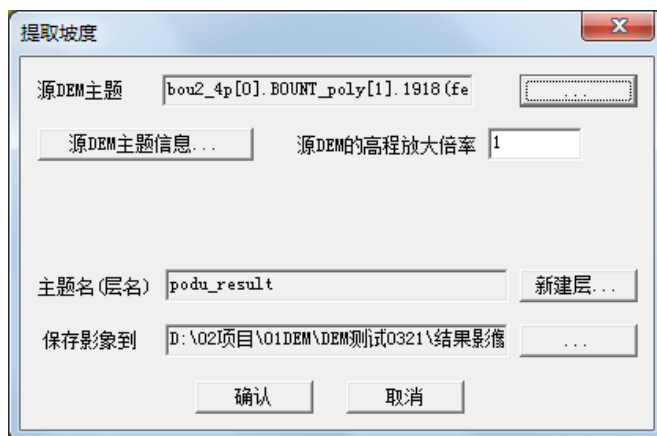 提取坡度
源DEM主题 bou2_4p[0].BOUNT_poly[1].1918(fe ...
源DEM主题信息... 源DEM的高程放大倍率 1
主题名(层名) podu_result 新建层...
保存影象到 D:\02项目\01DEM\DEM测试0321\结果影像 ...
确认 取消